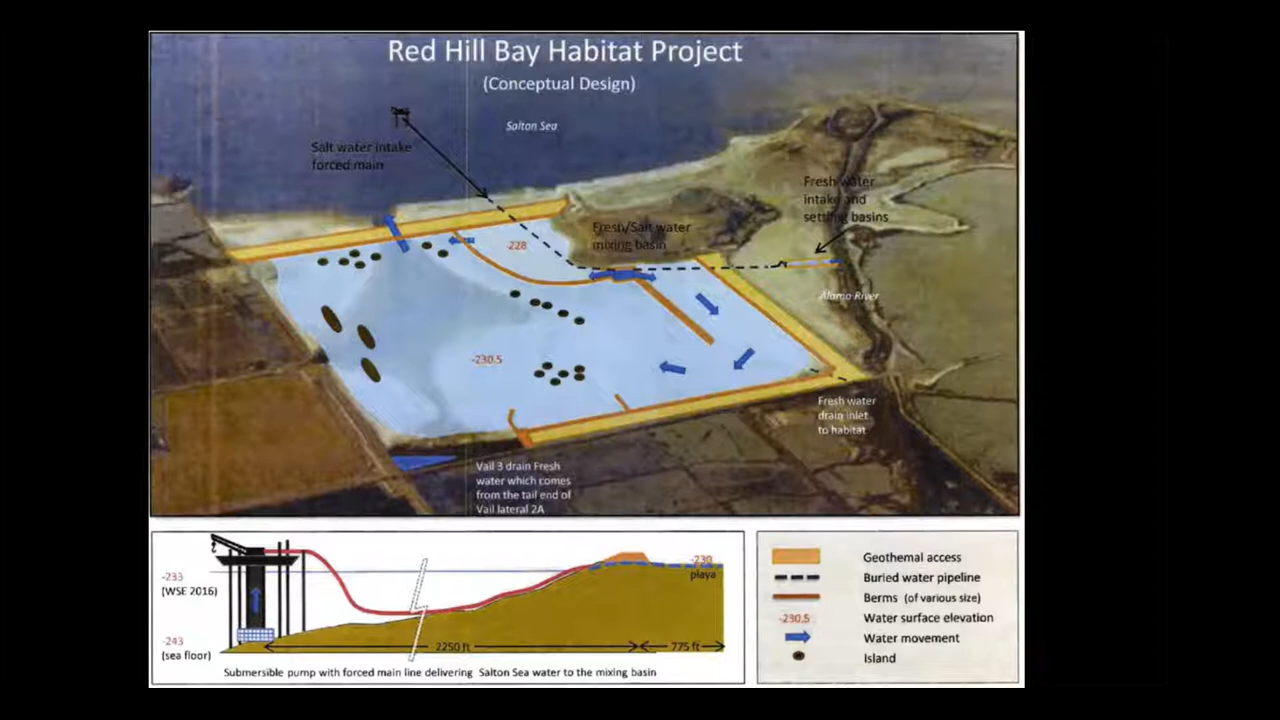 Red Hill Bay Habitat Project
(Conceptual Design)
Salton Sea
Salt water intake
forced main
Fresh water
intake and
settling basins
Fresh/Salt water
mixing basin
-228
Alamo River
-230.5
Fresh water
drain inlet
to habitat
Vail 3 drain Fresh
water which comes
from the tail end of
Vail lateral 2A
-233
(WSE 2016)
-243
(sea floor)
-230
playa
2250 ft
775 ft
Submersible pump with forced main line delivering Salton Sea water to the mixing basin
Geothemal access
Buried water pipeline
Berms (of various size)
-230.5
Water surface elevation
Water movement
Island